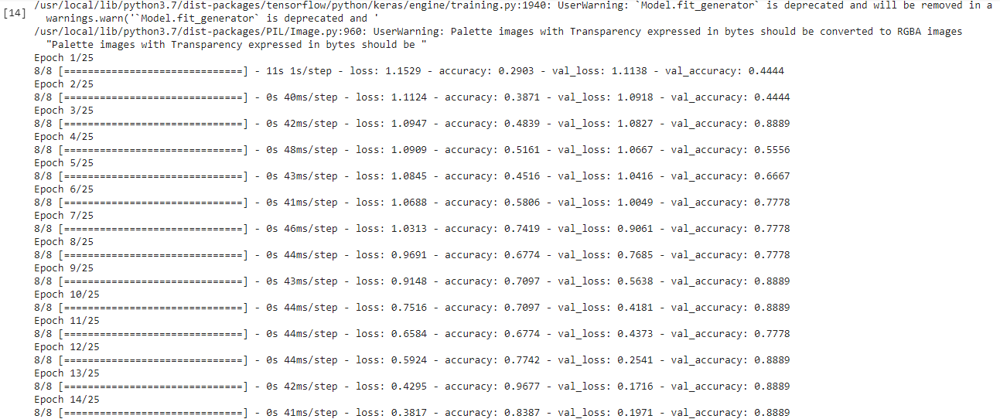 [14]
/usr/local/lib/python3.7/dist-packages/tensorflow/python/keras/engine/training.py:1940: UserWarning: `Model.fit_generator` is deprecated and will be removed in a
warnings.warn('`Model.fit_generator` is deprecated and '
/usr/local/lib/python3.7/dist-packages/PIL/Image.py:960: UserWarning: Palette images with Transparency expressed in bytes should be converted to RGBA images
"Palette images with Transparency expressed in bytes should be "
Epoch 1/25
8/8 [==============================] - 11s 1s/step - loss: 1.1529 - accuracy: 0.2903 - val_loss: 1.1138 - val_accuracy: 0.4444
Epoch 2/25
8/8 [==============================] - 0s 40ms/step - loss: 1.1124 - accuracy: 0.3871 - val_loss: 1.0918 - val_accuracy: 0.4444
Epoch 3/25
8/8 [==============================] - 0s 42ms/step - loss: 1.0947 - accuracy: 0.4839 - val_loss: 1.0827 - val_accuracy: 0.8889
Epoch 4/25
8/8 [==============================] - 0s 48ms/step - loss: 1.0909 - accuracy: 0.5161 - val_loss: 1.0667 - val_accuracy: 0.5556
Epoch 5/25
8/8 [==============================] - 0s 43ms/step - loss: 1.0845 - accuracy: 0.4516 - val_loss: 1.0416 - val_accuracy: 0.6667
Epoch 6/25
8/8 [==============================] - 0s 41ms/step - loss: 1.0688 - accuracy: 0.5806 - val_loss: 1.0049 - val_accuracy: 0.7778
Epoch 7/25
8/8 [==============================] - 0s 46ms/step - loss: 1.0313 - accuracy: 0.7419 - val_loss: 0.9061 - val_accuracy: 0.7778
Epoch 8/25
8/8 [==============================] - 0s 44ms/step - loss: 0.9691 - accuracy: 0.6774 - val_loss: 0.7685 - val_accuracy: 0.7778
Epoch 9/25
8/8 [==============================] - 0s 43ms/step - loss: 0.9148 - accuracy: 0.7097 - val_loss: 0.5638 - val_accuracy: 0.8889
Epoch 10/25
8/8 [==============================] - 0s 44ms/step - loss: 0.7516 - accuracy: 0.7097 - val_loss: 0.4181 - val_accuracy: 0.8889
Epoch 11/25
8/8 [==============================] - 0s 44ms/step - loss: 0.6584 - accuracy: 0.6774 - val_loss: 0.4373 - val_accuracy: 0.7778
Epoch 12/25
8/8 [==============================] - 0s 44ms/step - loss: 0.5924 - accuracy: 0.7742 - val_loss: 0.2541 - val_accuracy: 0.8889
Epoch 13/25
8/8 [==============================] - 0s 42ms/step - loss: 0.4295 - accuracy: 0.9677 - val_loss: 0.1716 - val_accuracy: 0.8889
Epoch 14/25
8/8 [==============================] - 0s 41ms/step - loss: 0.3817 - accuracy: 0.8387 - val_loss: 0.1971 - val_accuracy: 0.8889